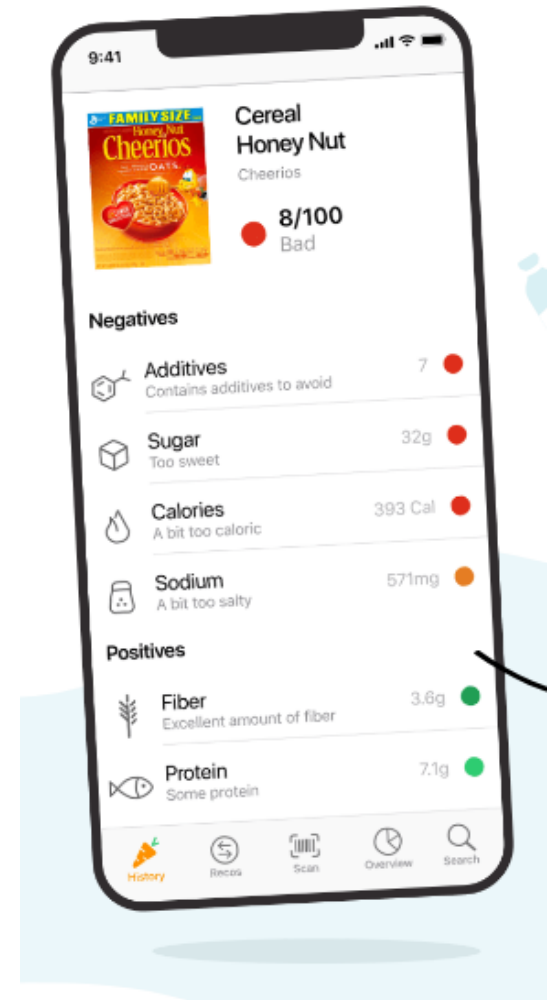 9:41
FAMILY SIZE
Honey Nut
Cheerios
OATS
Cereal
Honey Nut
Cheerios
8/100
Bad
Negatives
Additives 7
Contains additives to avoid
Sugar 32g
Too sweet
Calories 393 Cal
A bit too caloric
Sodium 571mg
A bit too salty
Positives
Fiber 3.6g
Excellent amount of fiber
Protein 7.1g
Some protein
History Recos Scan Overview Search